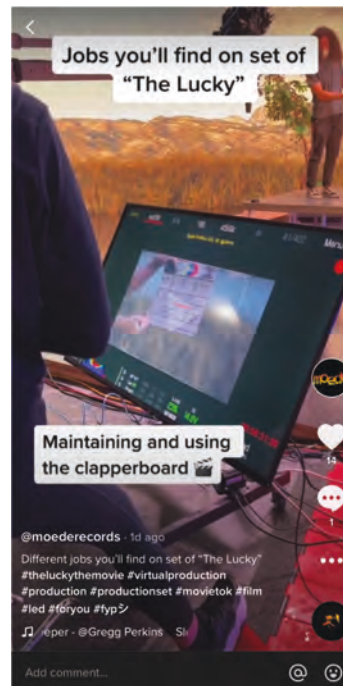 Jobs you'll find on set of
"The Lucky"
Maintaining and using
the clapperboard 🎬
@moederecords · 1d ago
Different jobs you'll find on set of "The Lucky"
#theluckythemovie #virtualproduction
#production #productionset #movietok #film
#led #foryou #fypシ
eper - @Gregg Perkins
14
1
Add comment...